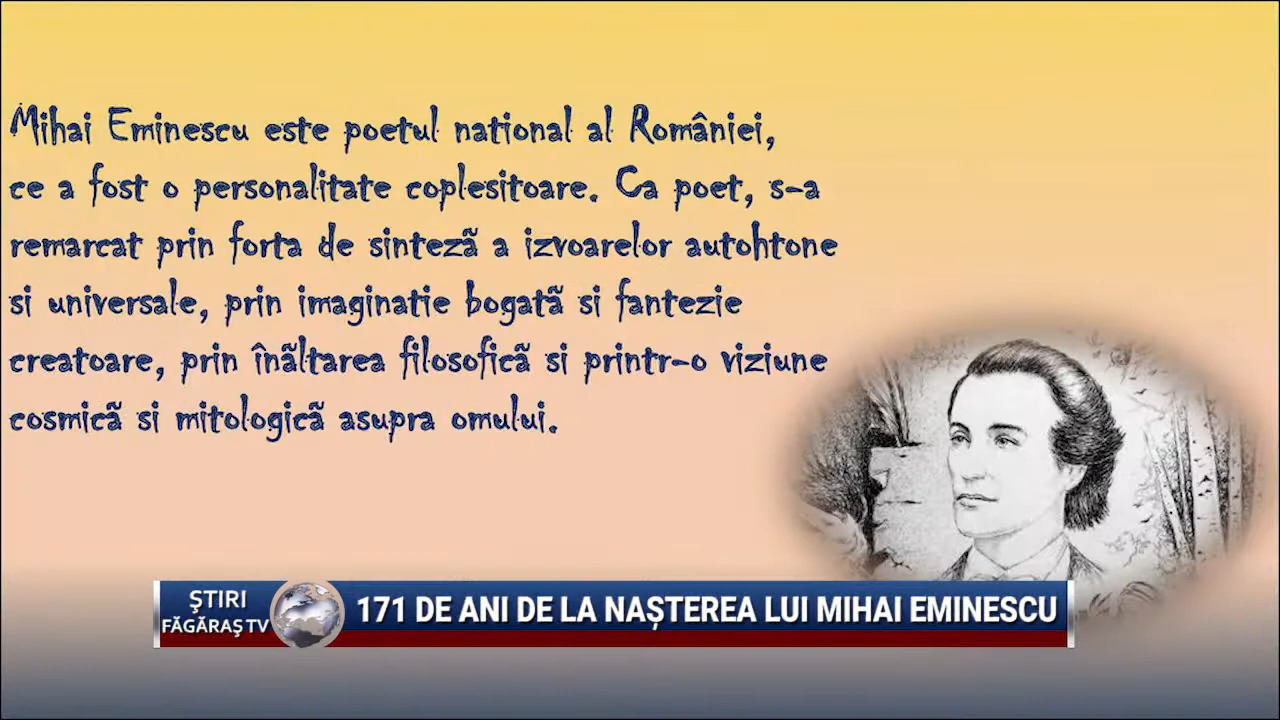 Mihai Eminescu este poetul national al României,
ce a fost o personalitate coplesitoare. Ca poet, s-a
remarcat prin forta de sinteză a izvoarelor autohtone
si universale, prin imaginatie bogată si fantezie
creatoare, prin înăltarea filosofică si printr-o viziune
cosmică si mitologică asupra omului.
ŞTIRI
FĂGĂRAŞ TV
171 DE ANI DE LA NAȘTEREA LUI MIHAI EMINESCU